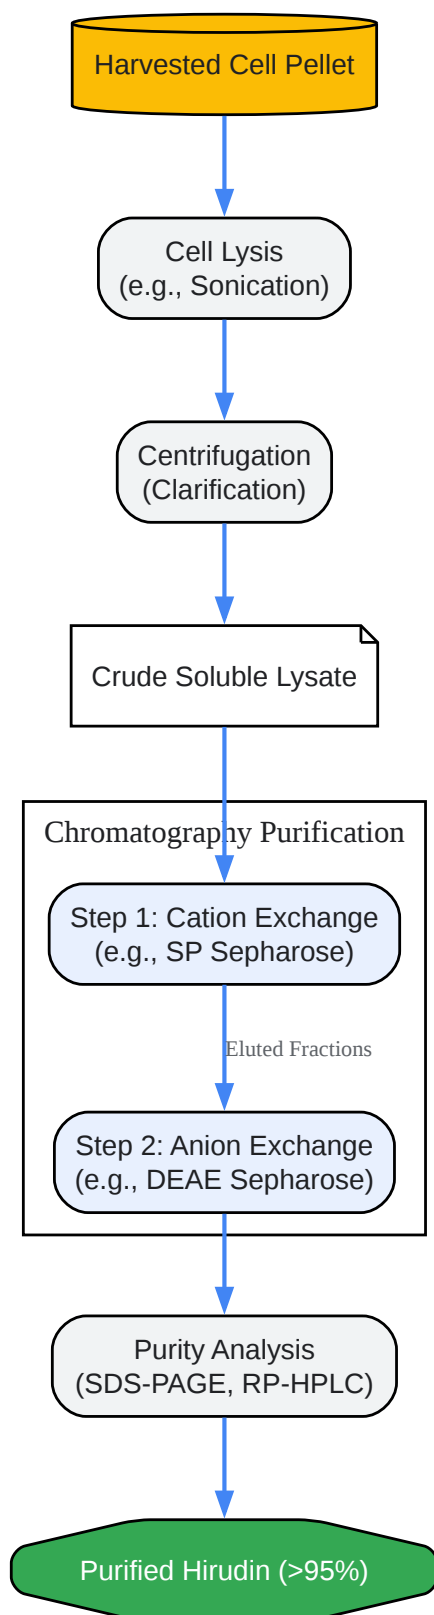 Harvested Cell Pellet
Cell Lysis
(e.g., Sonication)
Centrifugation
(Clarification)
Crude Soluble Lysate
Chromatography Purification
Step 1: Cation Exchange
(e.g., SP Sepharose)
Eluted Fractions
Step 2: Anion Exchange
(e.g., DEAE Sepharose)
Purity Analysis
(SDS-PAGE, RP-HPLC)
Purified Hirudin (>95%)